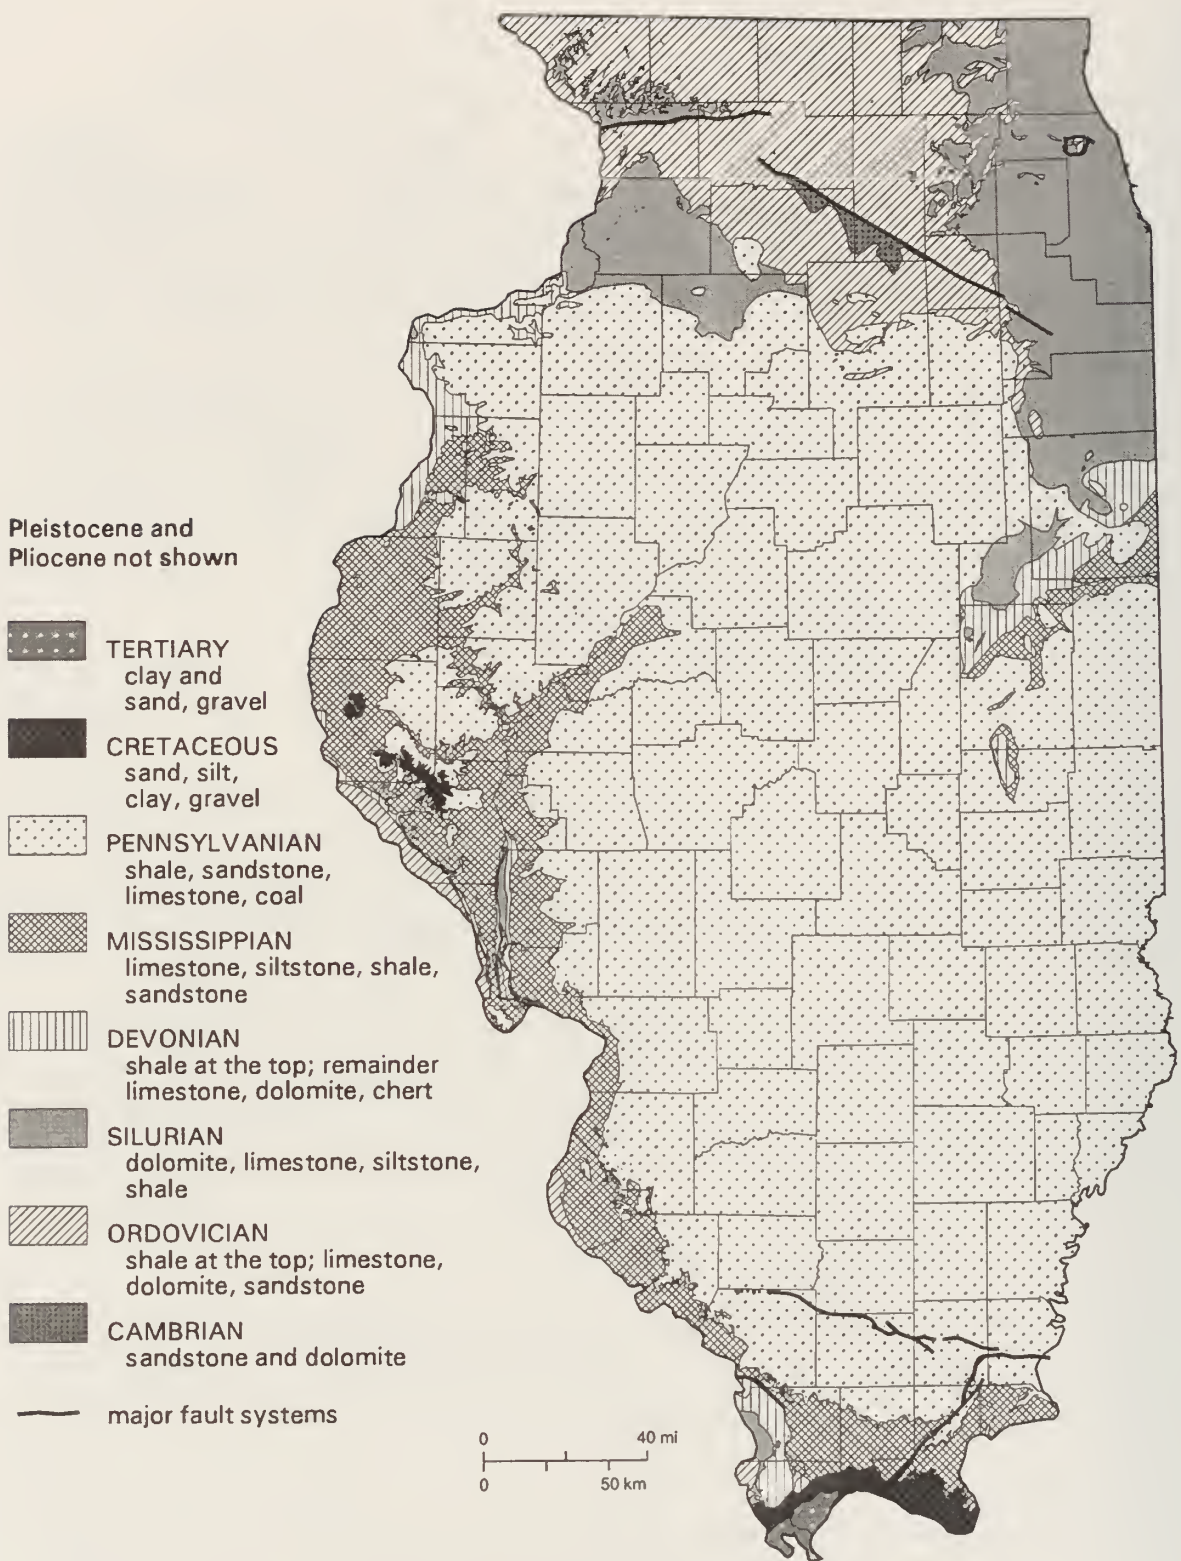 Pleistocene and
Pliocene not shown
TERTIARY
clay and
sand, gravel
CRETACEOUS
sand, silt,
clay, gravel
PENNSYLVANIAN
shale, sandstone,
limestone, coal
MISSISSIPPIAN
limestone, siltstone, shale,
sandstone
DEVONIAN
shale at the top; remainder
limestone, dolomite, chert
SILURIAN
dolomite, limestone, siltstone,
shale
ORDOVICIAN
shale at the top; limestone,
dolomite, sandstone
CAMBRIAN
sandstone and dolomite
major fault systems
0 40 mi
0 50 km